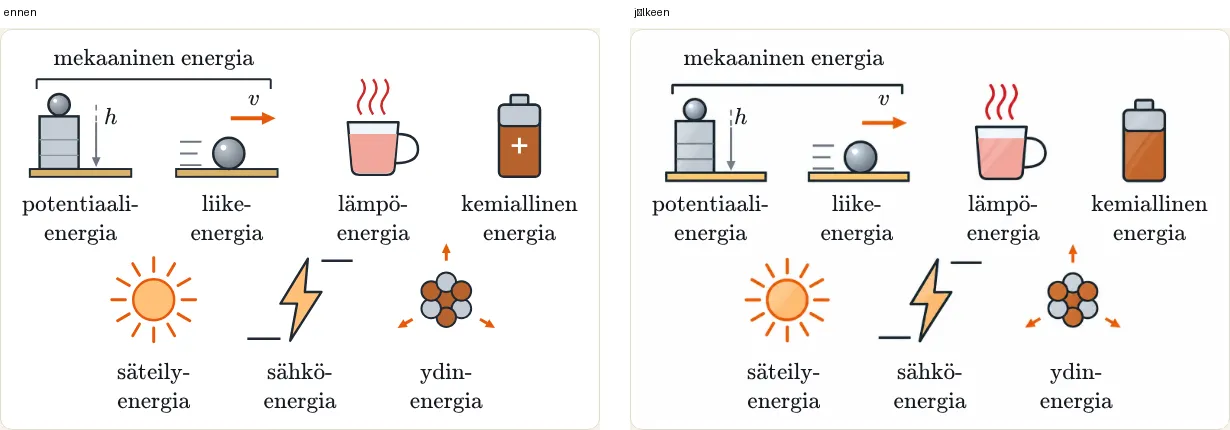 ennen
mekaaninen energia
h
v
+
potentiaali-
energia
liike-
energia
lämpö-
energia
kemiallinen
energia
säteily-
energia
sähkö-
energia
ydin-
energia
mekaaninen energia
h
v
potentiaali-
energia
liike-
energia
lämpö-
energia
kemiallinen
energia
säteily-
energia
sähkö-
energia
ydin-
energia